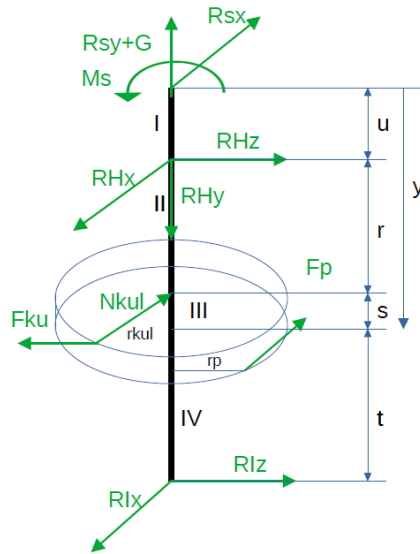 Rsx
Rsy+G
Ms
I
u
RHz
y
RHx
II
RHy
r
Fp
Nkul
III
s
Fku
rkul
rp
IV
t
RIz
RIx